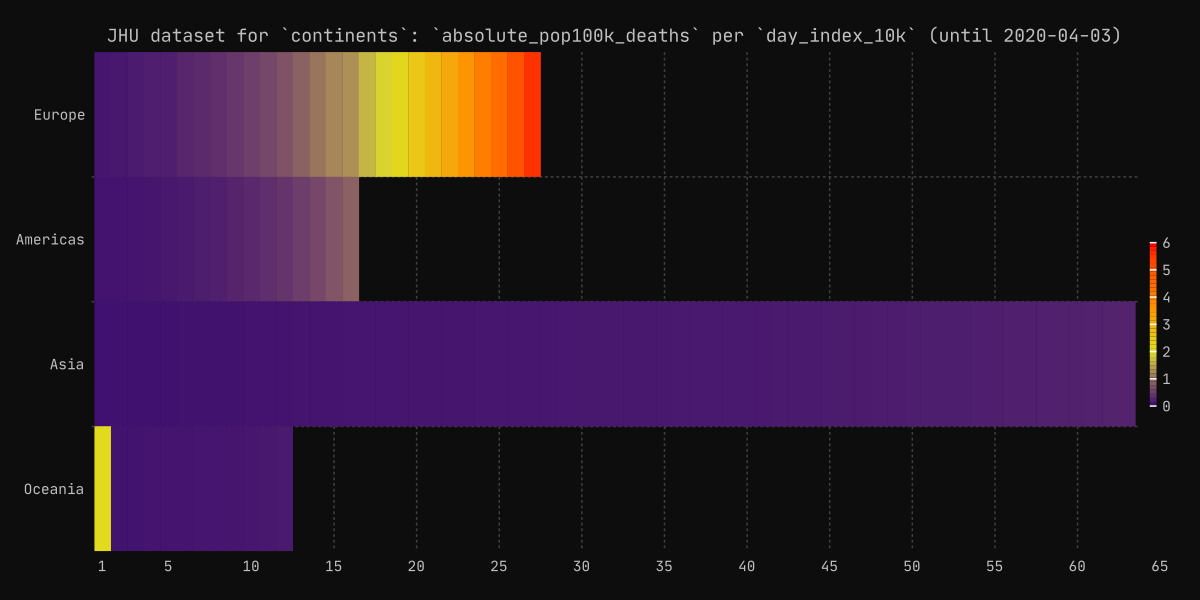 JHU dataset for `continents`: `absolute_pop100k_deaths` per `day_index_10k` (until 2020-04-03)
Europe
Americas
Asia
Oceania
6
5
4
3
2
1
0
1 5 10 15 20 25 30 35 40 45 50 55 60 65